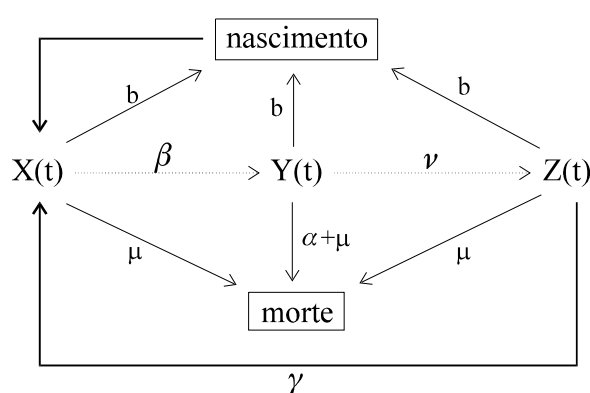 nascimento
b
b
b
X(t)
β
Y(t)
ν
Z(t)
μ
α+μ
μ
morte
γ